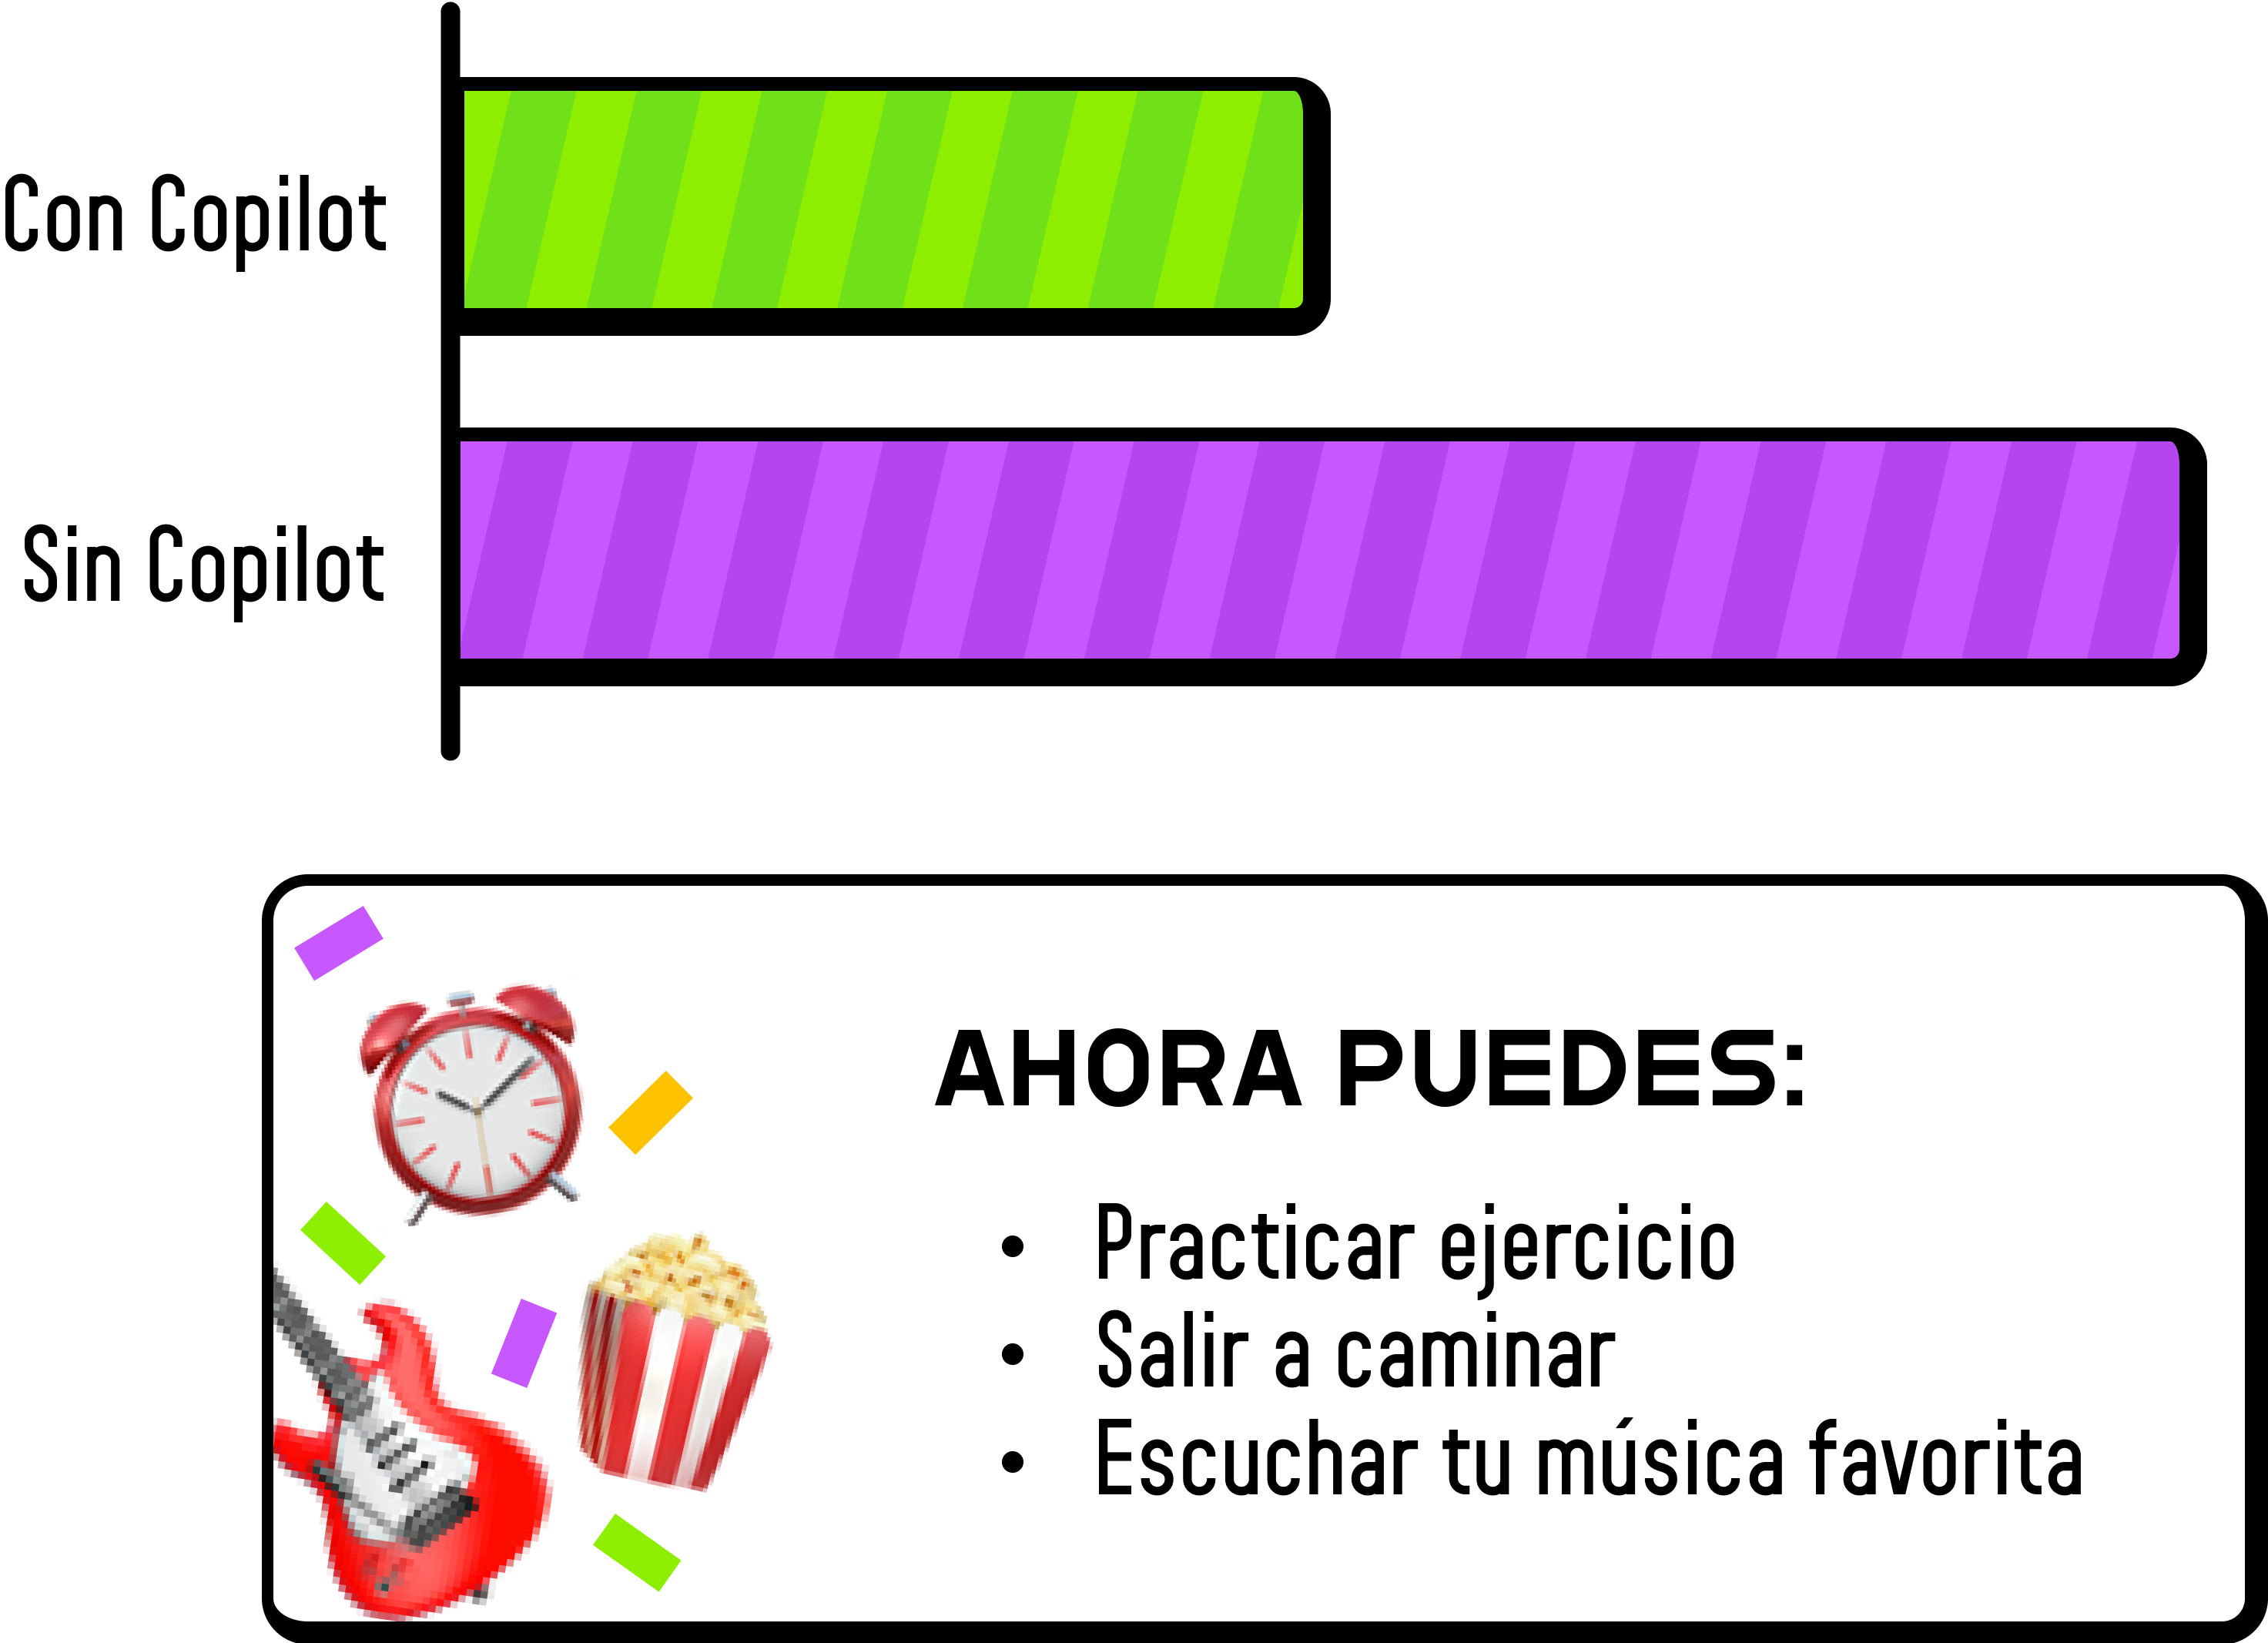 Con Copilot
Sin Copilot
AHORA PUEDES:
• Practicar ejercicio
• Salir a caminar
• Escuchar tu música favorita